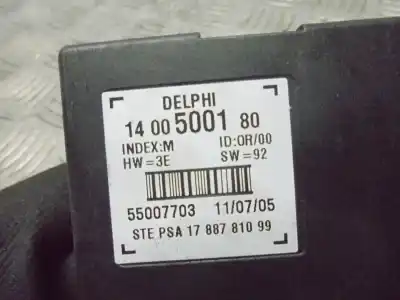 DELPHI
14 00 5001 80
INDEX:M ID:OR/00
HW=3E SW=92
55007703 11/07/05
STE PSA 17 887 810 99